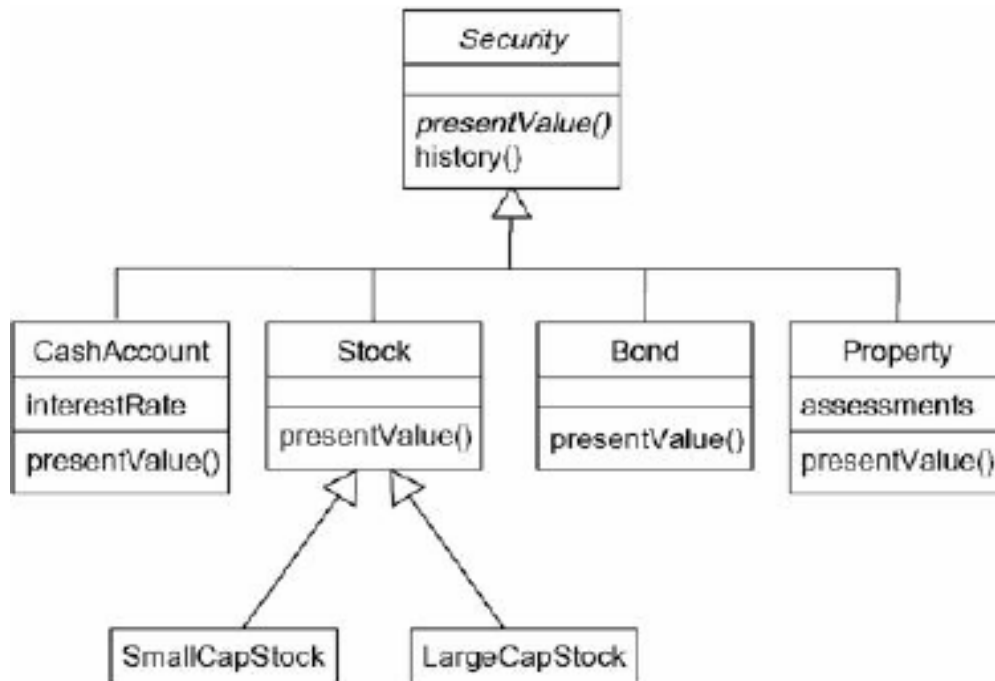 Security
presentValue()
history()
CashAccount
interestRate
presentValue()
Stock
presentValue()
Bond
presentValue()
Property
assessments
presentValue()
SmallCapStock
LargeCapStock